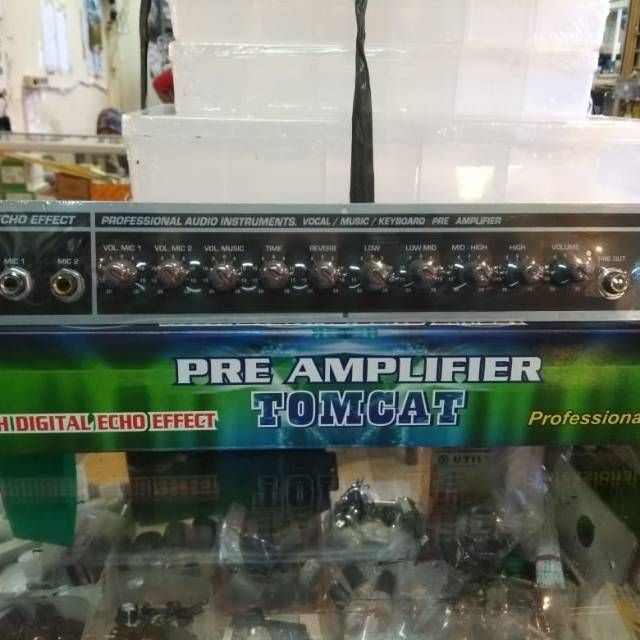 ECHO EFFECT
PROFESSIONAL AUDIO INSTRUMENTS. VOCAL / MUSIC / KEYBOARD PRE AMPLIFIER
MIC 1 MIC 2 VOL. MIC 1 VOL. MIC 2 VOL. MUSIC TIME REVERB LOW LOW MID MID - HIGH HIGH VOLUME PRE OUT
PRE AMPLIFIER
TOMCAT
H DIGITAL ECHO EFFECT
Professiona